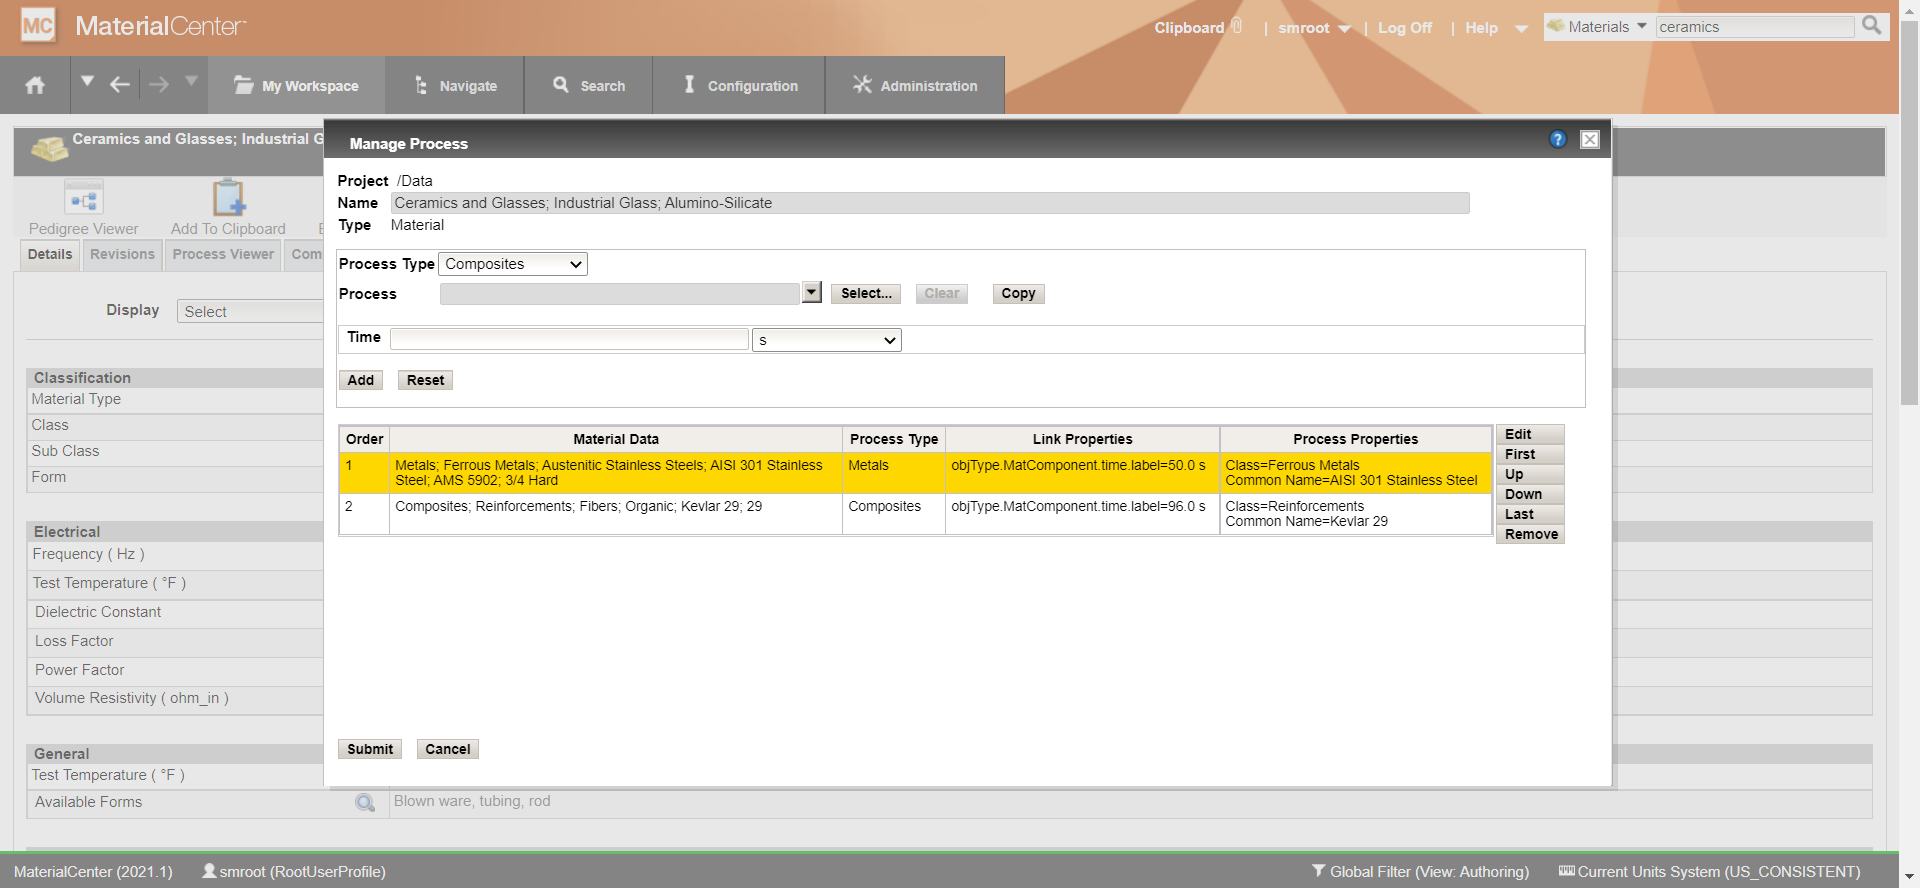 MC MaterialCenter
Clipboard | smroot | Log Off | Help Materials ceramics
My Workspace Navigate Search Configuration Administration
Ceramics and Glasses; Industrial G
Pedigree Viewer Add To Clipboard
Details Revisions Process Viewer Com
Display Select
Classification
Material Type
Class
Sub Class
Form
Electrical
Frequency ( Hz )
Test Temperature ( °F )
Dielectric Constant
Loss Factor
Power Factor
Volume Resistivity ( ohm_in )
General
Test Temperature ( °F )
Available Forms Blown ware, tubing, rod
Manage Process ?
Project /Data
Name Ceramics and Glasses; Industrial Glass; Alumino-Silicate
Type Material
Process Type Composites
Process Select... Clear Copy
Time s
Add Reset
Order Material Data Process Type Link Properties Process Properties
1 Metals; Ferrous Metals; Austenitic Stainless Steels; AISI 301 Stainless Steel; AMS 5902; 3/4 Hard Metals objType.MatComponent.time.label=50.0 s Class=Ferrous Metals
Common Name=AISI 301 Stainless Steel
2 Composites; Reinforcements; Fibers; Organic; Kevlar 29; 29 Composites objType.MatComponent.time.label=96.0 s Class=Reinforcements
Common Name=Kevlar 29
Edit
First
Up
Down
Last
Remove
Submit Cancel
MaterialCenter (2021.1) smroot (RootUserProfile) Global Filter (View: Authoring) Current Units System (US_CONSISTENT)